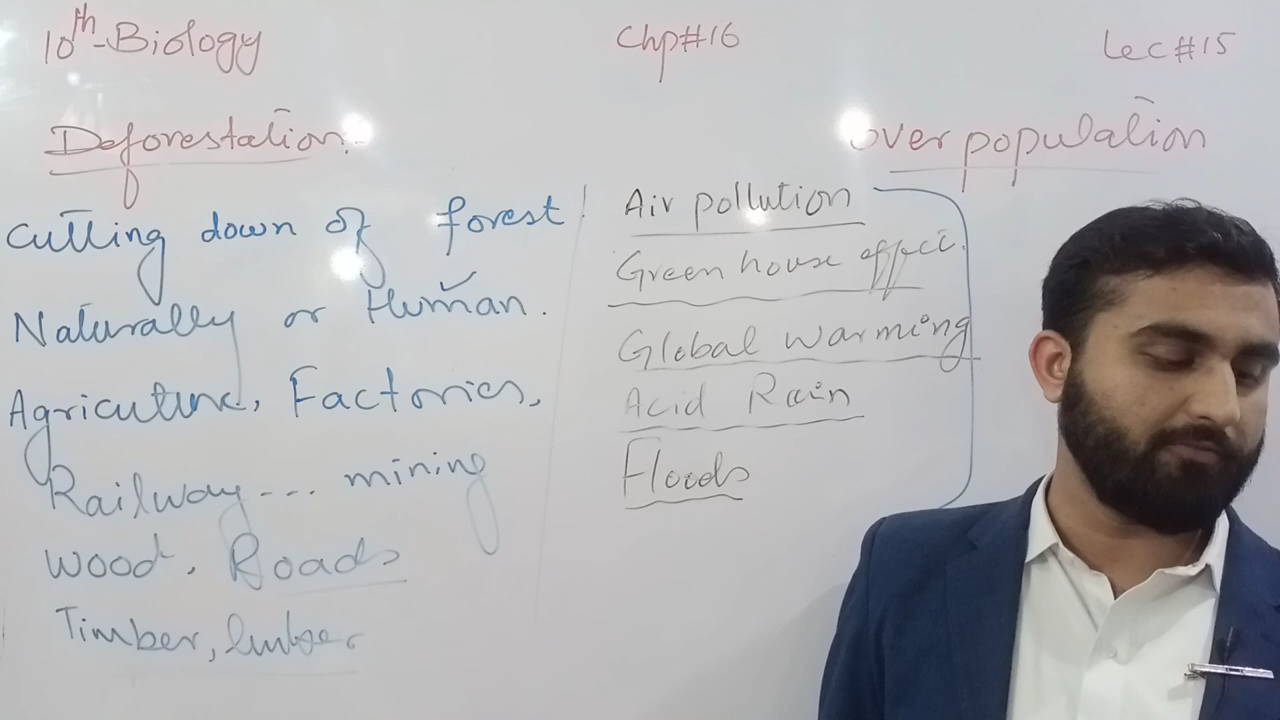 10th-Biology
Chp#16
Lec#15
Deforestation.
over population
Cutting down of forest
Naturally or Human.
Agriculture, Factories,
Railway --- mining
Wood. Roads
Timber, lumber
Air pollution
Green house effect.
Global warming
Acid Rain
Floods